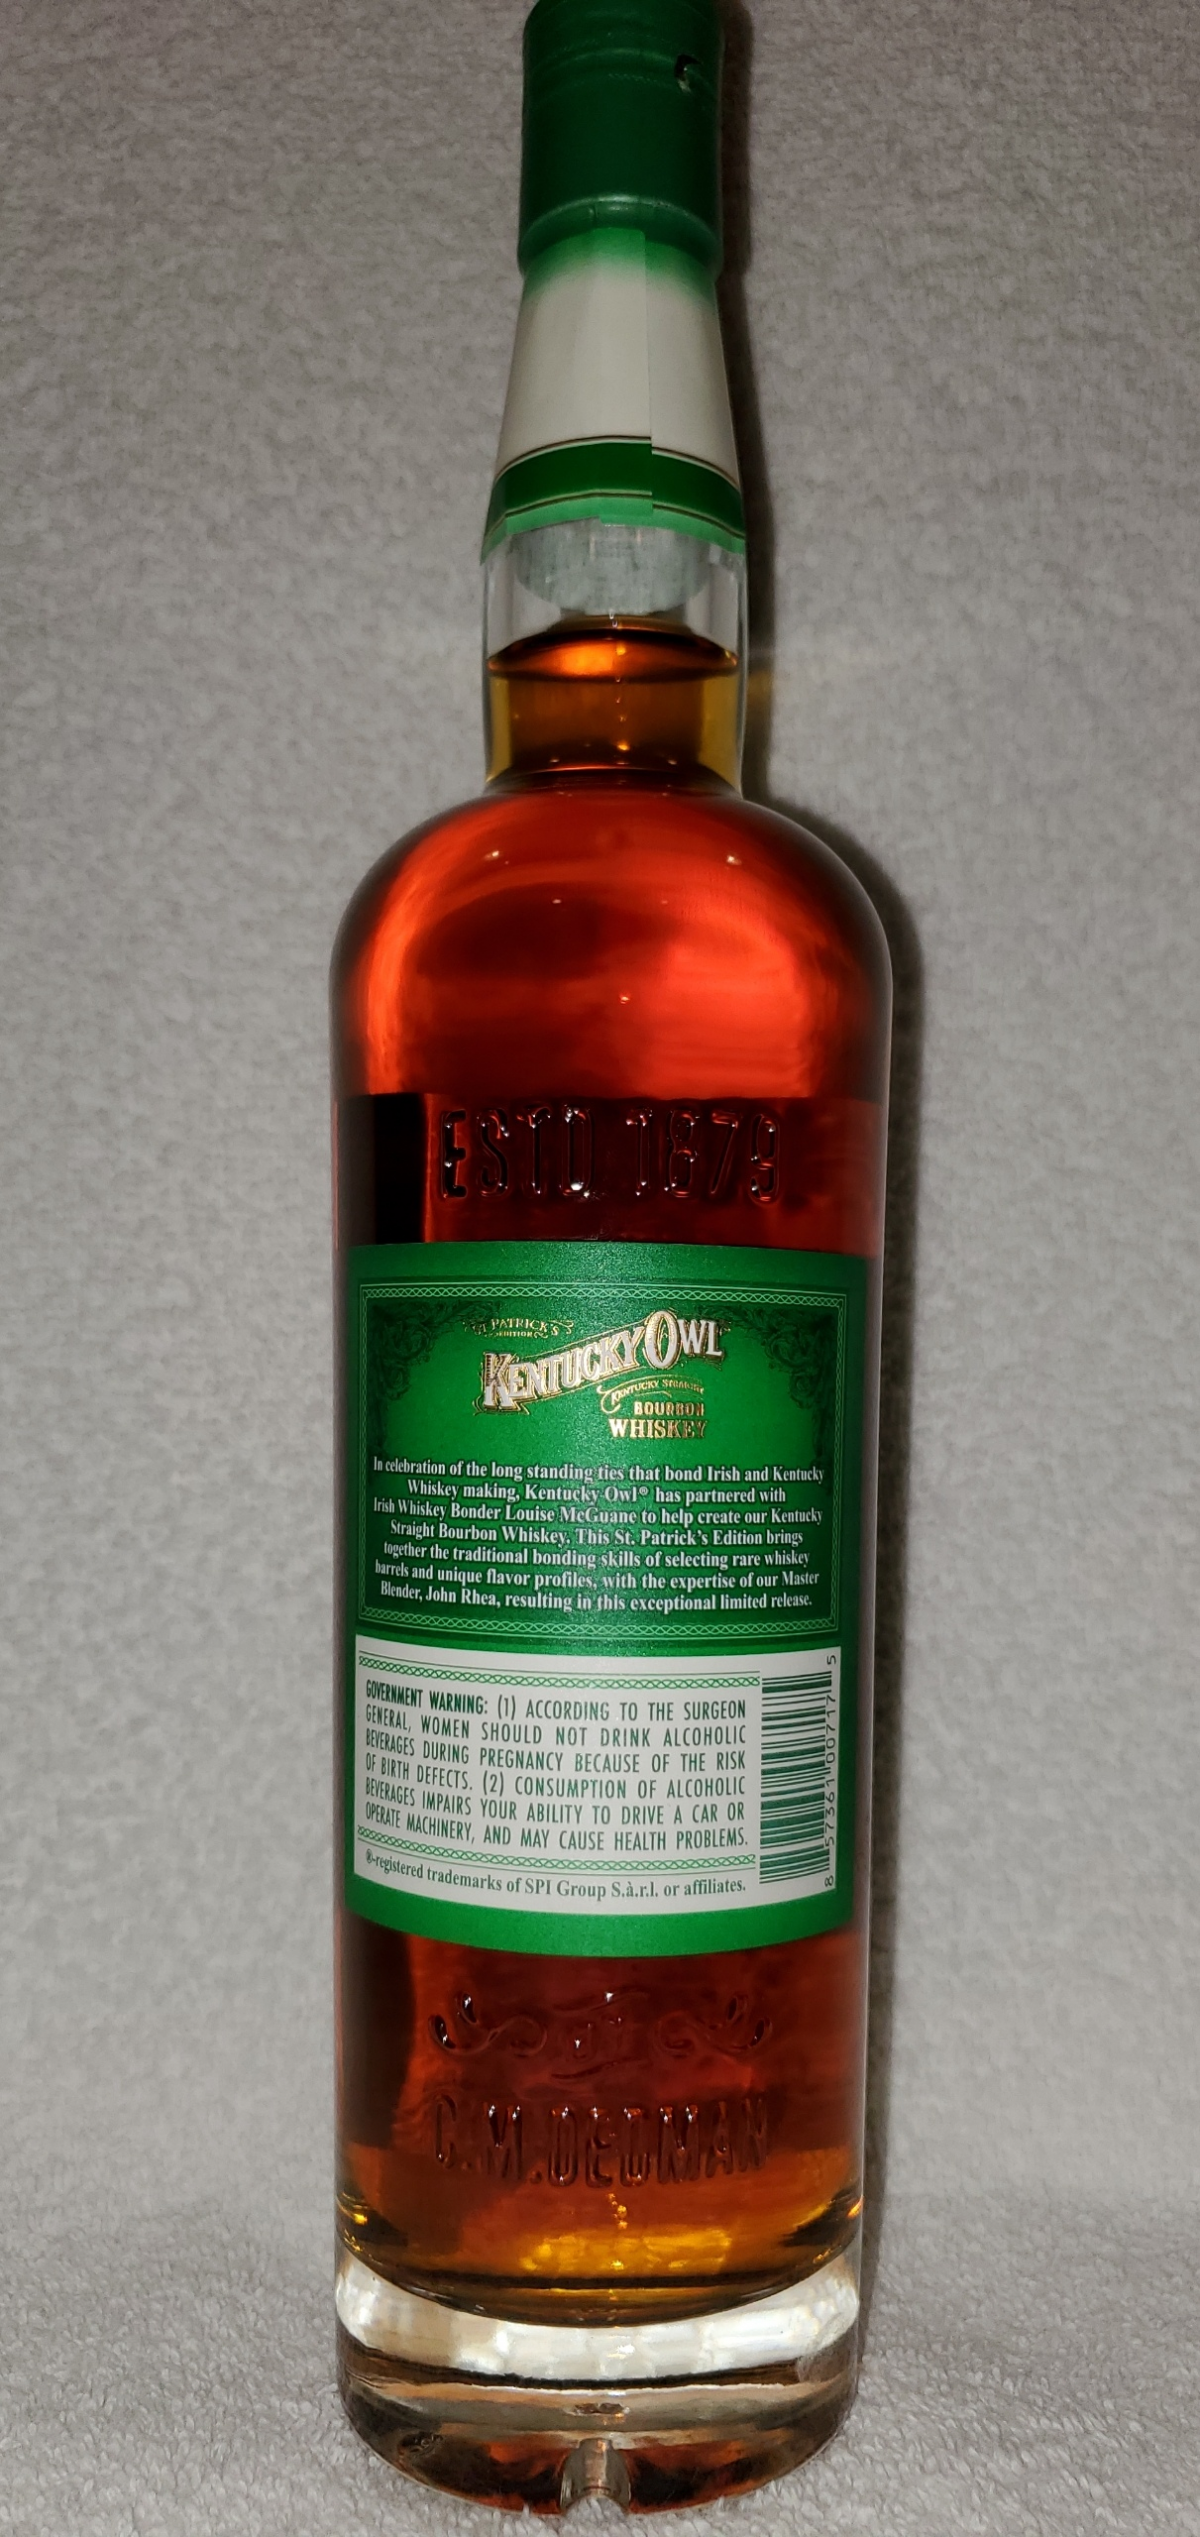 ESTD 1879
ST. PATRICK'S
EDITION
KENTUCKY OWL
KENTUCKY STRAIGHT
BOURBON
WHISKEY
In celebration of the long standing ties that bond Irish and Kentucky
Whiskey making, Kentucky Owl® has partnered with
Irish Whiskey Bonder Louise McGuane to help create our Kentucky
Straight Bourbon Whiskey. This St. Patrick's Edition brings
together the traditional bonding skills of selecting rare whiskey
barrels and unique flavor profiles, with the expertise of our Master
Blender, John Rhea, resulting in this exceptional limited release.
GOVERNMENT WARNING: (1) ACCORDING TO THE SURGEON
GENERAL, WOMEN SHOULD NOT DRINK ALCOHOLIC
BEVERAGES DURING PREGNANCY BECAUSE OF THE RISK
OF BIRTH DEFECTS. (2) CONSUMPTION OF ALCOHOLIC
BEVERAGES IMPAIRS YOUR ABILITY TO DRIVE A CAR OR
OPERATE MACHINERY, AND MAY CAUSE HEALTH PROBLEMS.
®-registered trademarks of SPI Group S.à.r.l. or affiliates.
8 57361 00717 5
C.M.DEDMAN